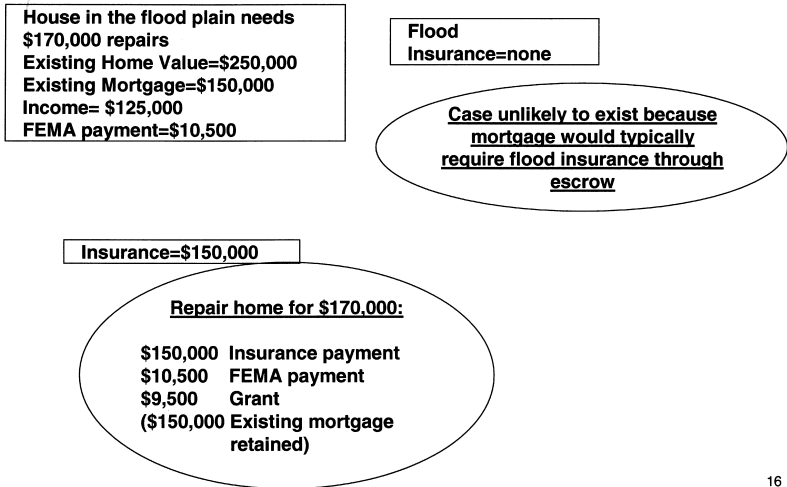 House in the flood plain needs
$170,000 repairs
Existing Home Value=$250,000
Existing Mortgage=$150,000
Income= $125,000
FEMA payment=$10,500
Flood
Insurance=none
Case unlikely to exist because
mortgage would typically
require flood insurance through
escrow
Insurance=$150,000
Repair home for $170,000:
$150,000 Insurance payment
$10,500 FEMA payment
$9,500 Grant
($150,000 Existing mortgage
retained)
16